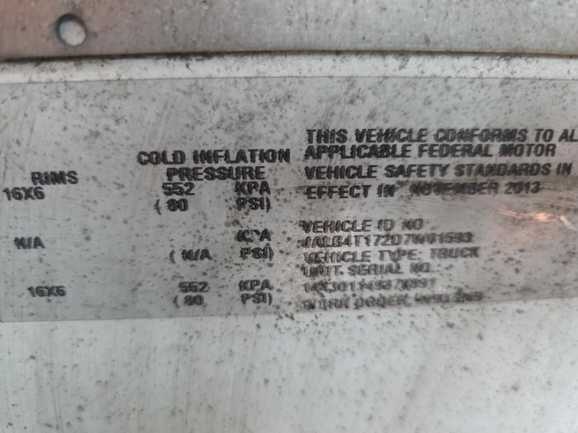 RIMS
16X6
N/A
16X6
COLD INFLATION
PRESSURE
552 KPA
( 80 PSI)
KPA
( N/A PSI)
552 KPA
( 80 PSI)
THIS VEHICLE CONFORMS TO AL
APPLICABLE FEDERAL MOTOR
VEHICLE SAFETY STANDARDS IN
EFFECT IN NOVEMBER 2013
VEHICLE ID NO
VEHICLE TYPE: TRUCK
UNIT. SERIAL NO.